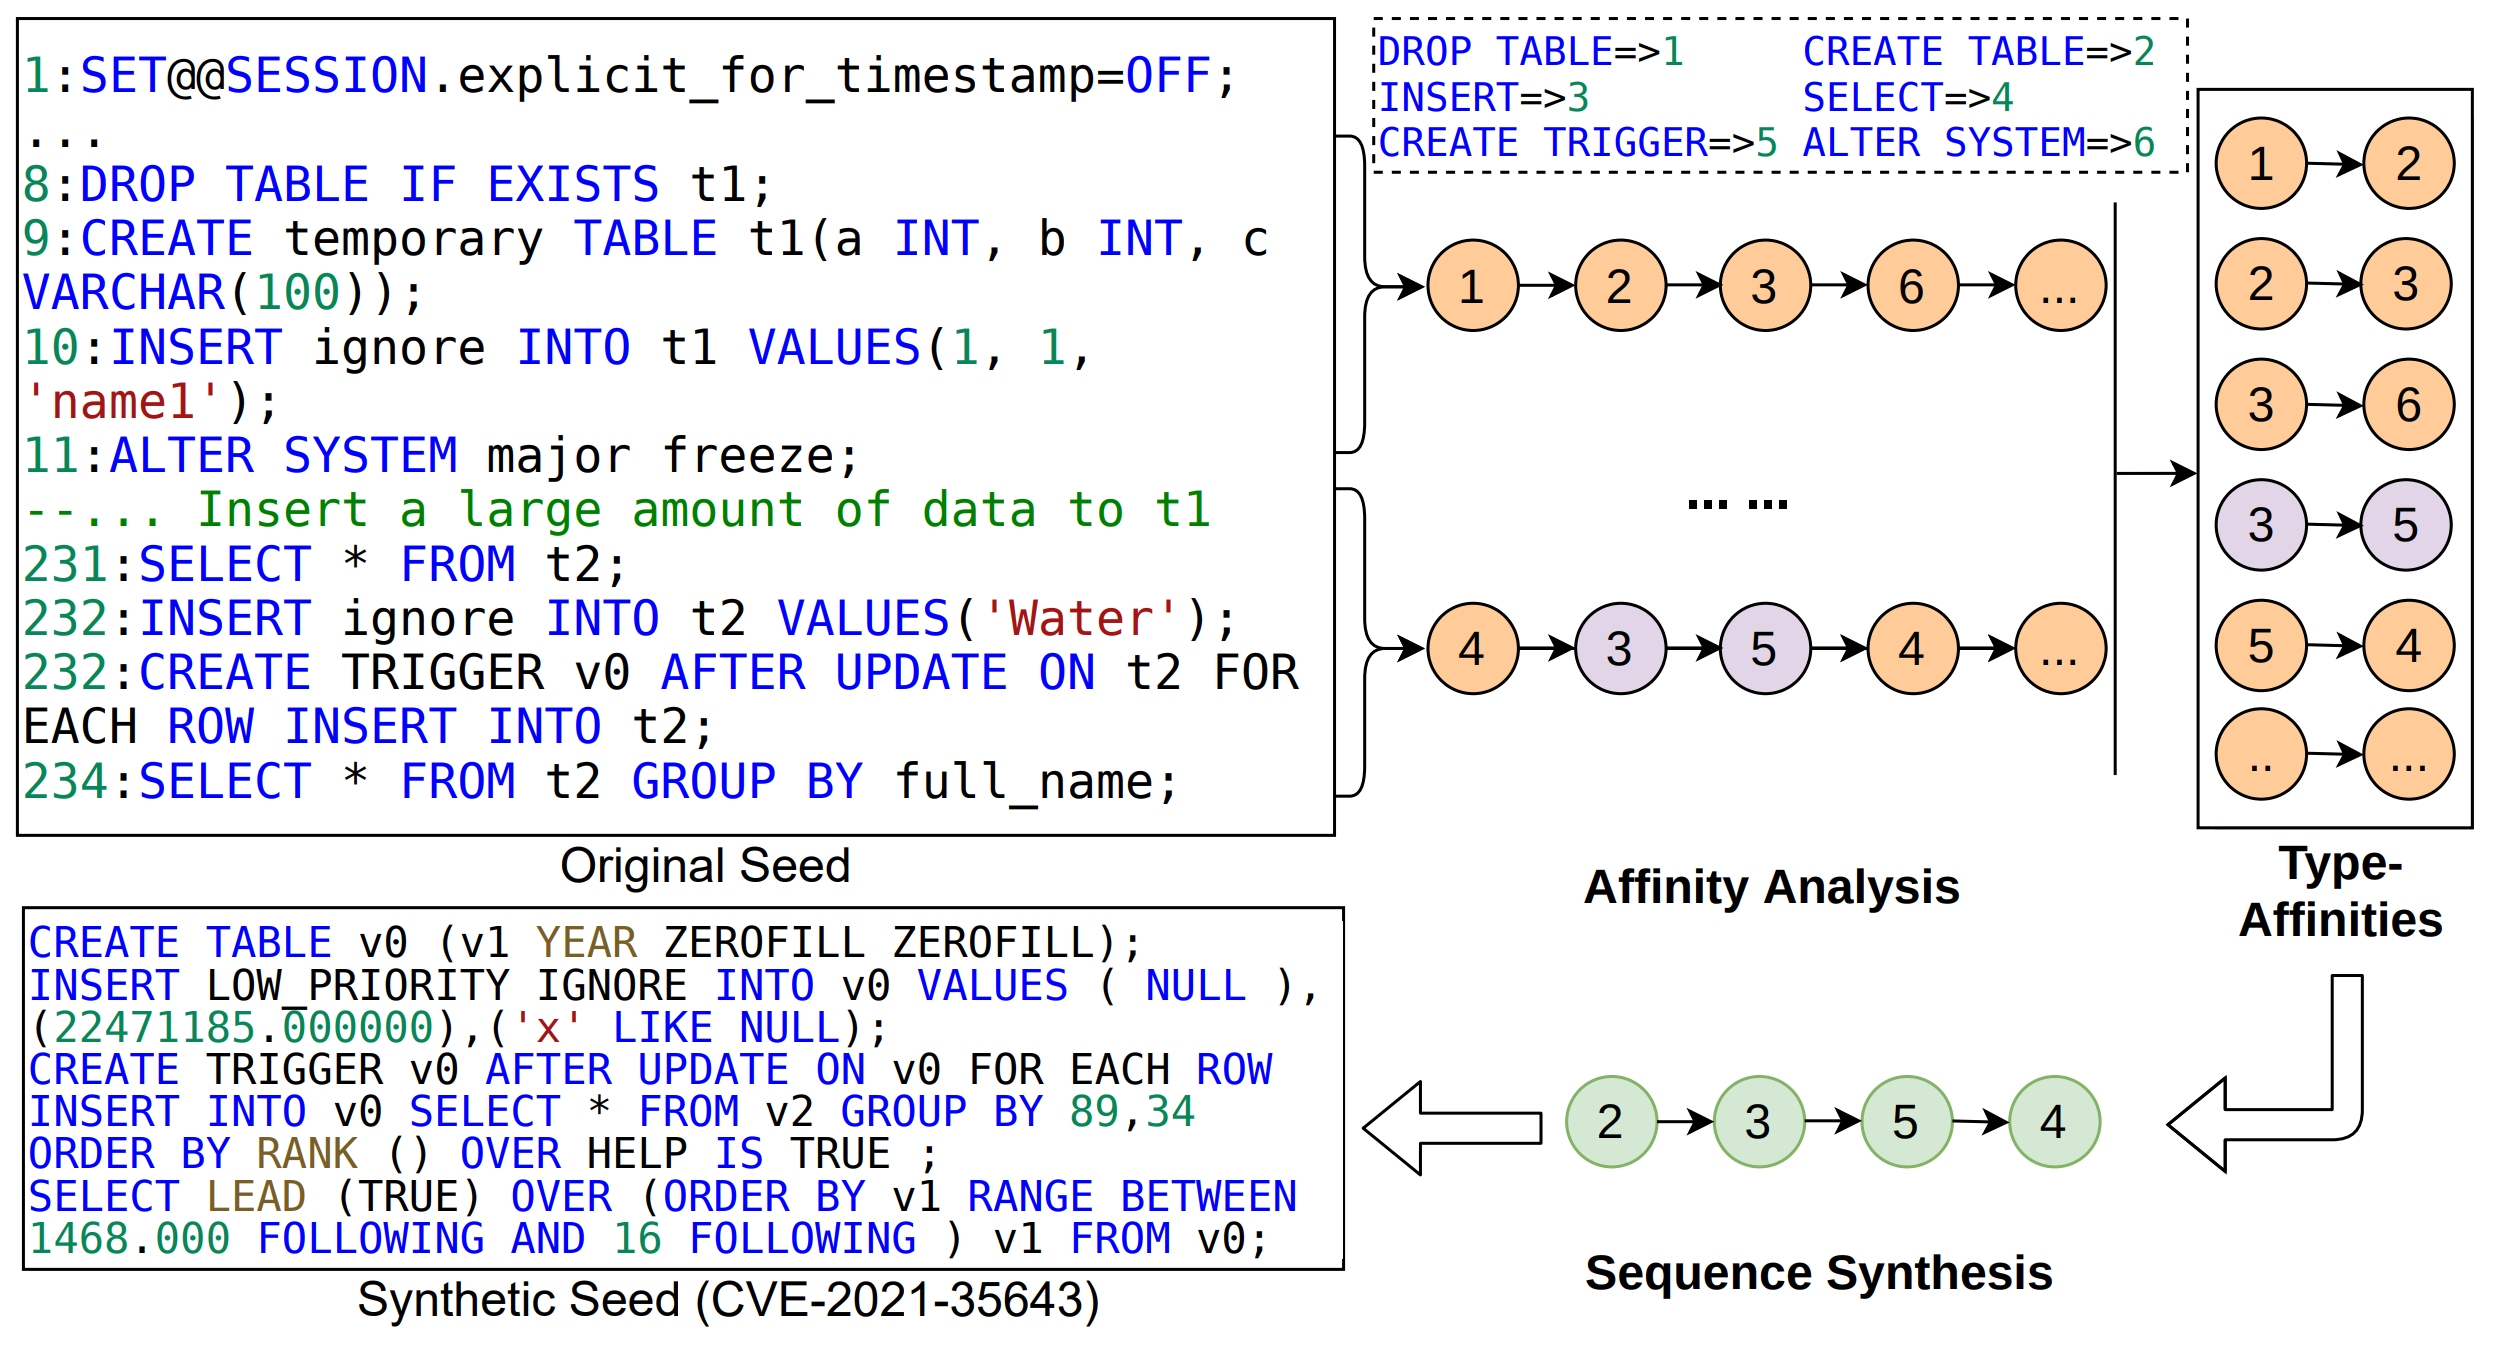 1:SET@@SESSION.explicit_for_timestamp=OFF;
...
8:DROP TABLE IF EXISTS t1;
9:CREATE temporary TABLE t1(a INT, b INT, c
VARCHAR(100));
10:INSERT ignore INTO t1 VALUES(1, 1,
'name1');
11:ALTER SYSTEM major freeze;
--... Insert a large amount of data to t1
231:SELECT * FROM t2;
232:INSERT ignore INTO t2 VALUES('Water');
232:CREATE TRIGGER v0 AFTER UPDATE ON t2 FOR
EACH ROW INSERT INTO t2;
234:SELECT * FROM t2 GROUP BY full_name;
Original Seed
DROP TABLE=>1 CREATE TABLE=>2
INSERT=>3 SELECT=>4
CREATE TRIGGER=>5 ALTER SYSTEM=>6
1 2 3 6 ...
... ...
4 3 5 4 ...
Affinity Analysis
1 2
2 3
3 6
3 5
5 4
.. ...
Type-
Affinities
2 3 5 4
Sequence Synthesis
CREATE TABLE v0 (v1 YEAR ZEROFILL ZEROFILL);
INSERT LOW_PRIORITY IGNORE INTO v0 VALUES ( NULL ),
(22471185.000000),('x' LIKE NULL);
CREATE TRIGGER v0 AFTER UPDATE ON v0 FOR EACH ROW
INSERT INTO v0 SELECT * FROM v2 GROUP BY 89,34
ORDER BY RANK () OVER HELP IS TRUE ;
SELECT LEAD (TRUE) OVER (ORDER BY v1 RANGE BETWEEN
1468.000 FOLLOWING AND 16 FOLLOWING ) v1 FROM v0;
Synthetic Seed (CVE-2021-35643)